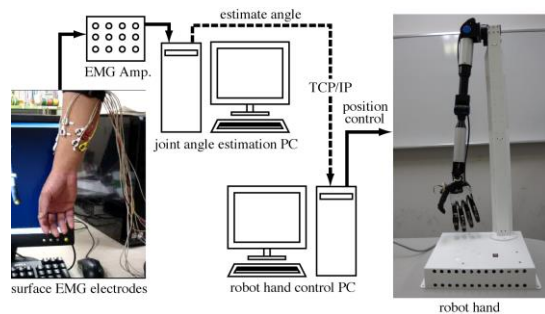 estimate angle
EMG Amp.
TCP/IP
position
control
joint angle estimation PC
surface EMG electrodes
robot hand control PC
robot hand